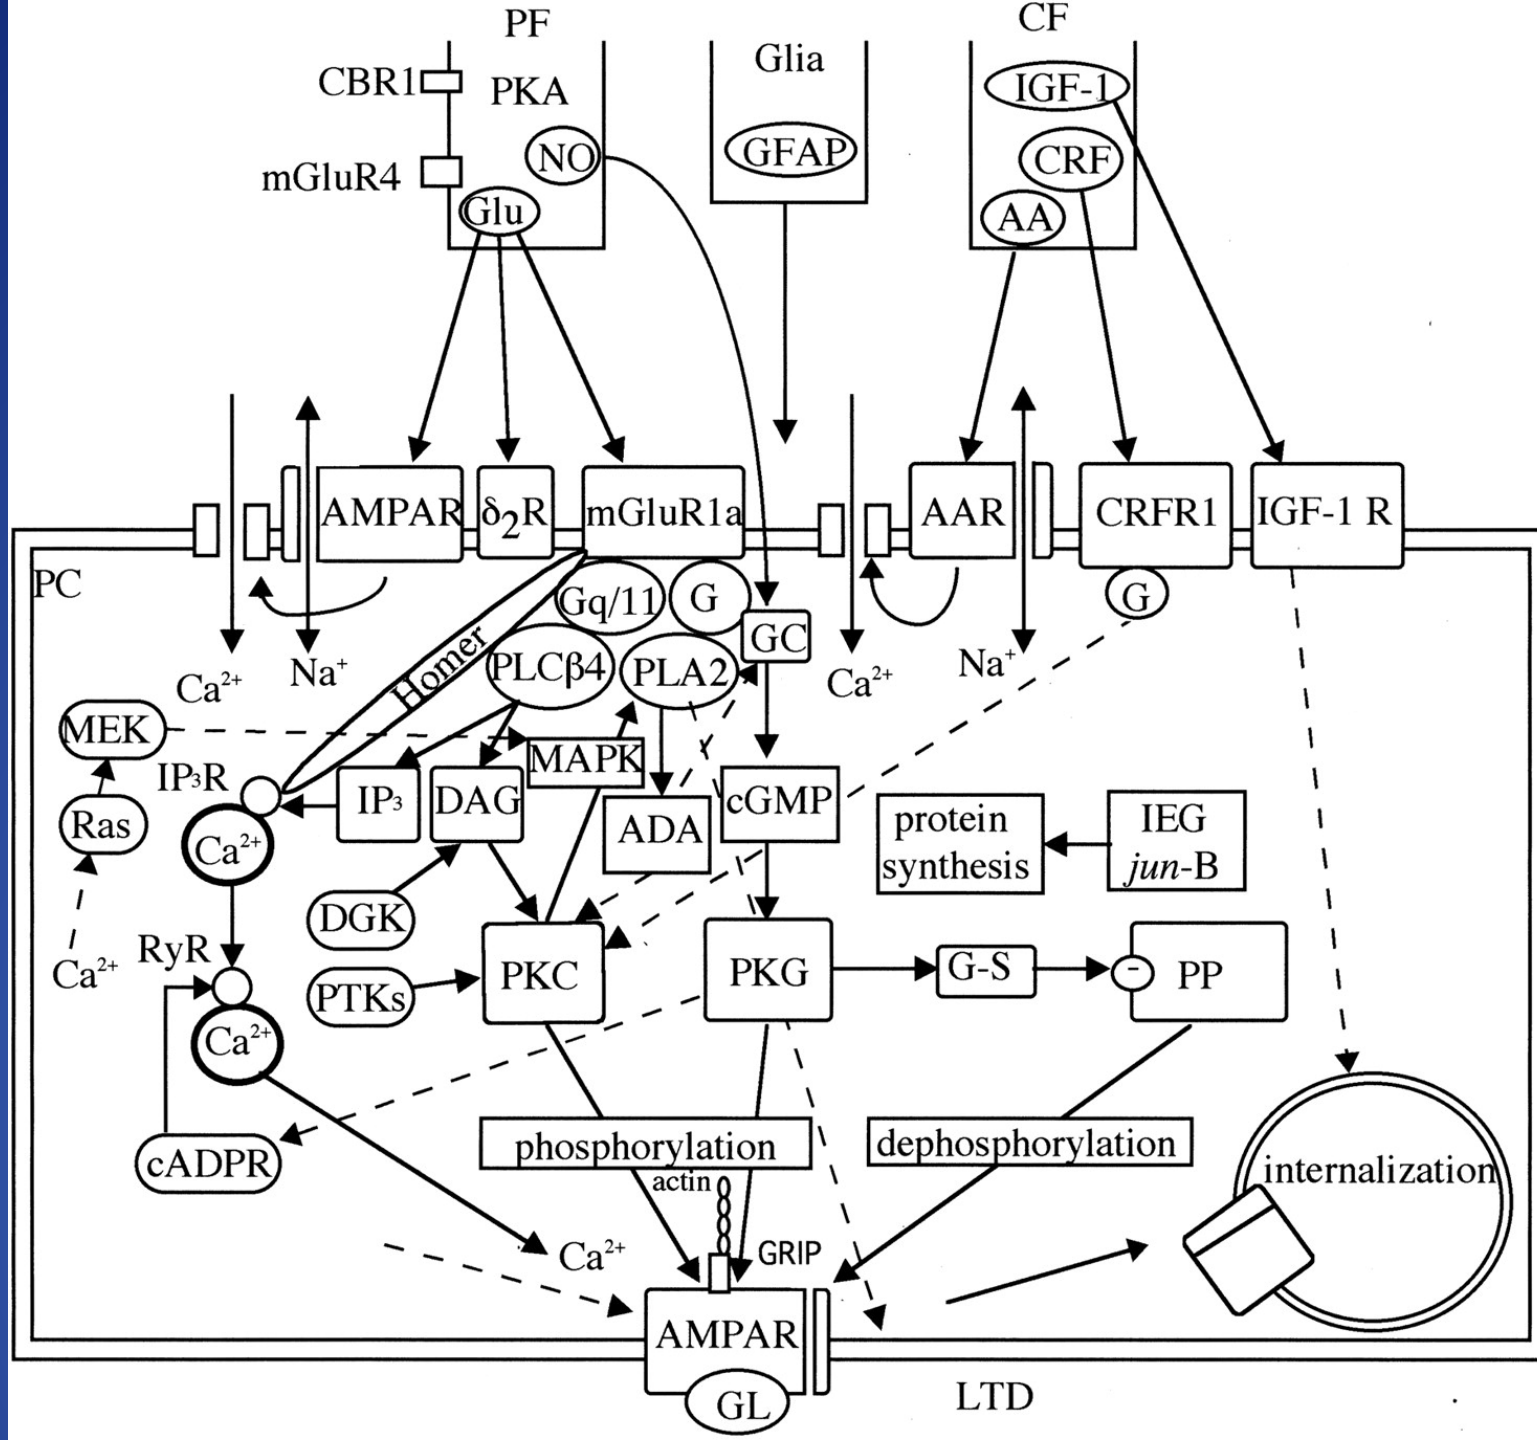 PF
CF
CBR1
PKA
Glia
IGF-1
NO
GFAP
CRF
mGluR4
Glu
AA
AMPAR
δ2R
mGluR1a
AAR
CRFR1
IGF-1 R
PC
Gq/11
G
G
GC
Homer
PLCβ4
PLA2
Ca²⁺
Na⁺
Ca²⁺
Na⁺
MEK
MAPK
IP₃R
IP₃
DAG
cGMP
Ras
Ca²⁺
ADA
protein
synthesis
IEG
jun-B
DGK
RyR
Ca²⁺
PTKs
PKC
PKG
G-S
-
PP
Ca²⁺
phosphorylation
dephosphorylation
cADPR
actin
internalization
Ca²⁺
GRIP
AMPAR
GL
LTD